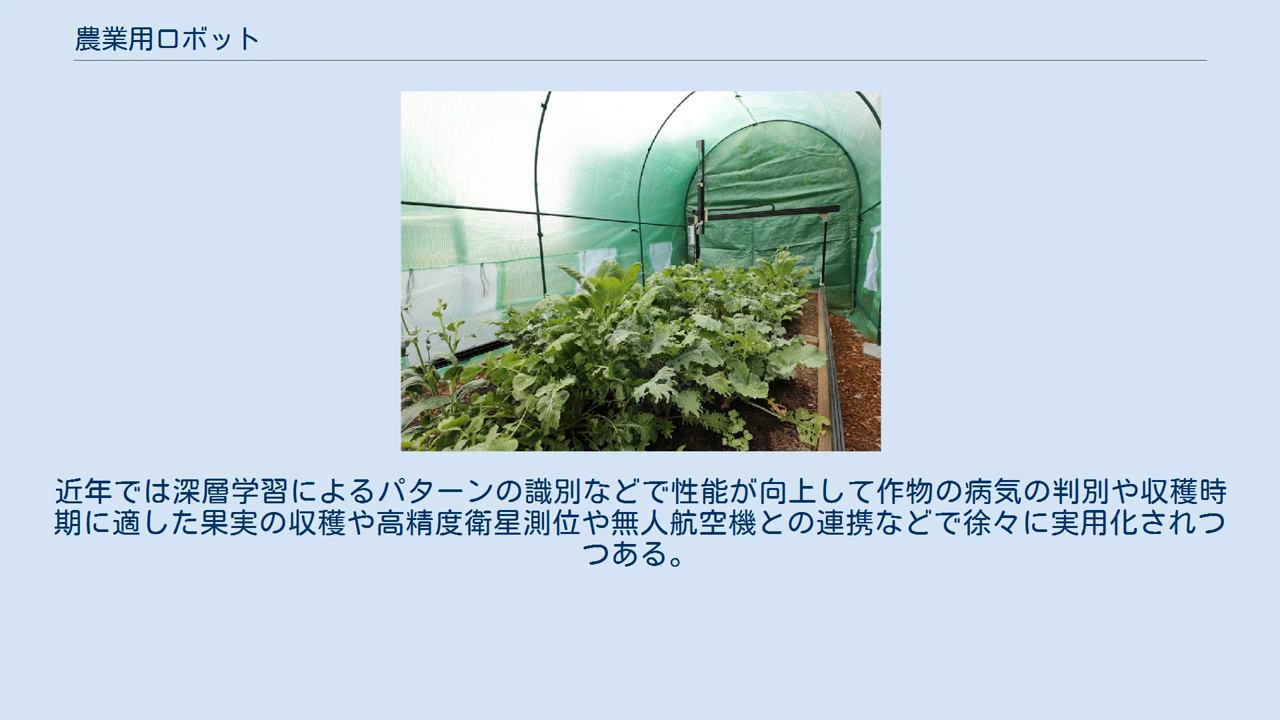 農業用ロボット
近年では深層学習によるパターンの識別などで性能が向上して作物の病気の判別や収穫時
期に適した果実の収穫や高精度衛星測位や無人航空機との連携などで徐々に実用化されつ
つある。